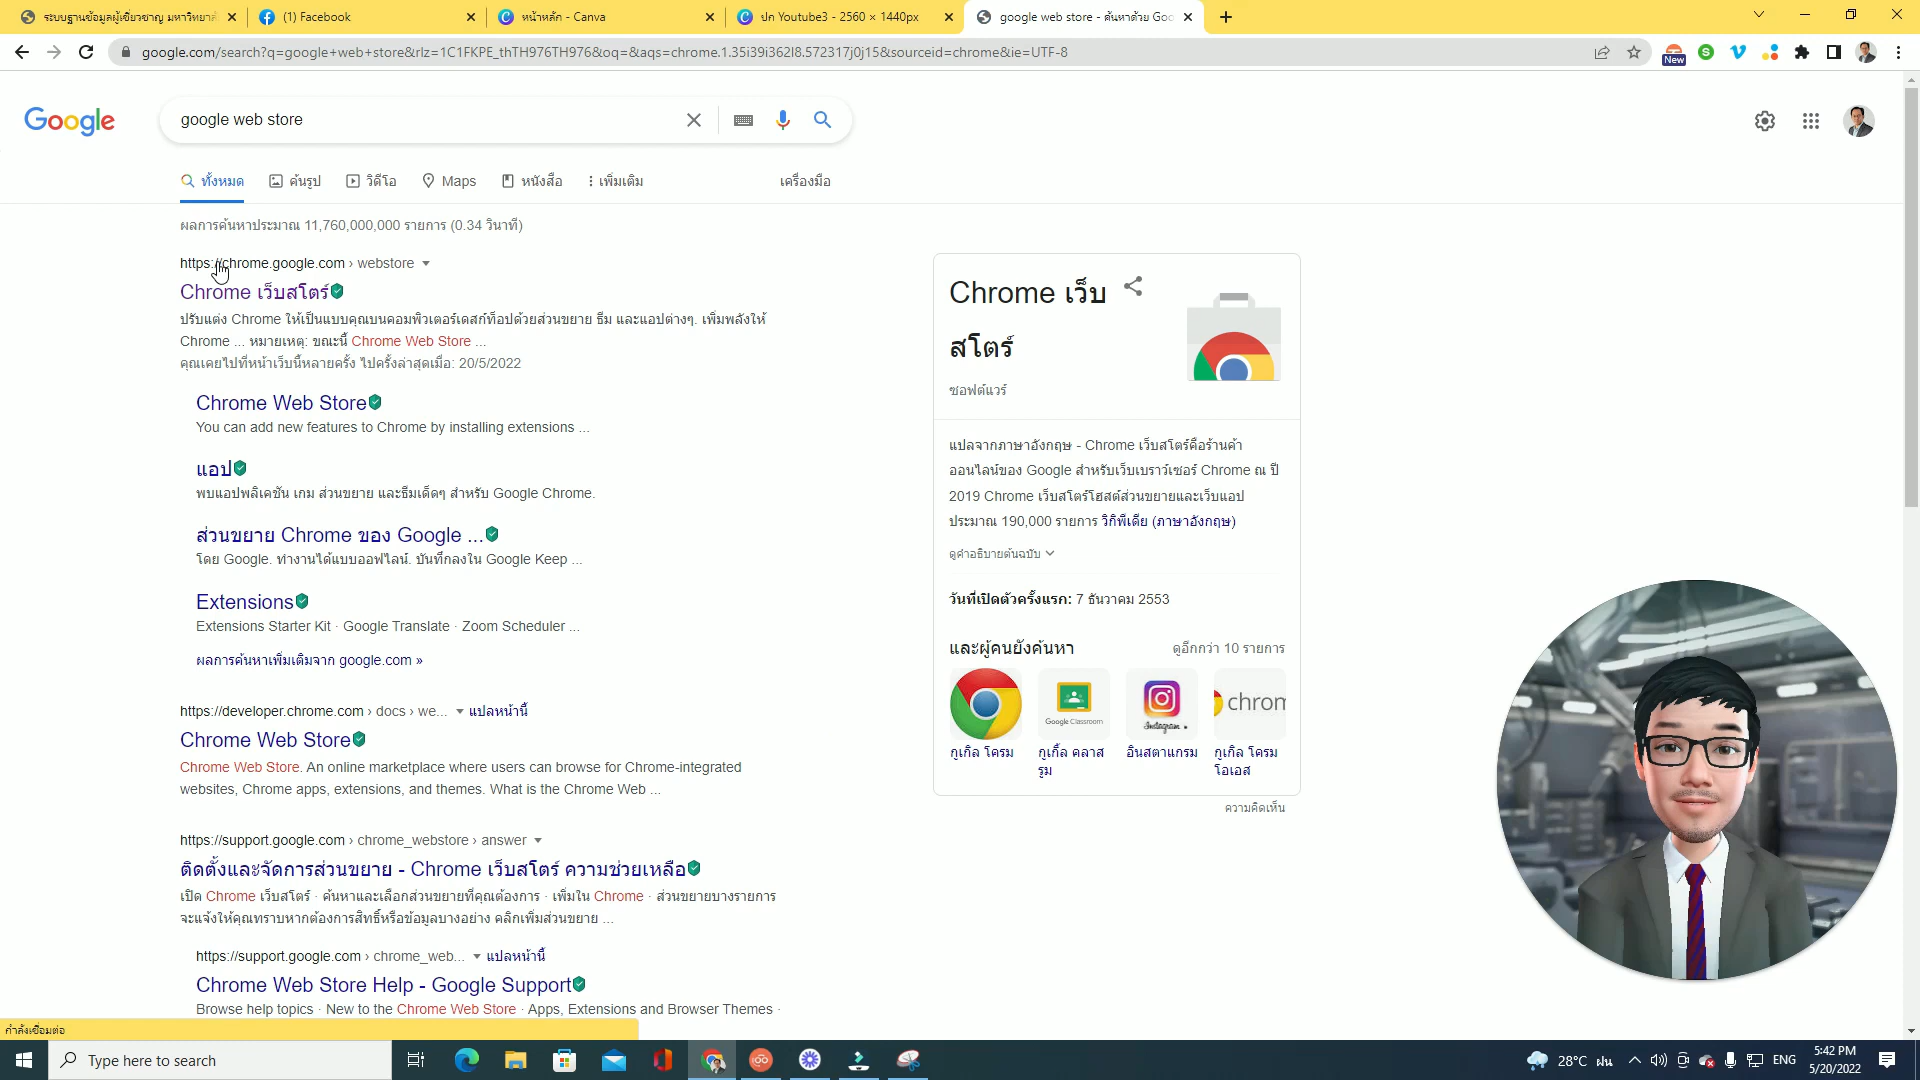 ระบบฐานข้อมูลผู้เชี่ยวชาญ มหาวิทยาลั
(1) Facebook
หน้าหลัก - Canva
ปก Youtube3 - 2560 × 1440px
google web store - ค้นหาด้วย Goo
google.com/search?q=google+web+store&rlz=1C1FKPE_thTH976TH976&oq=&aqs=chrome.1.35i39i362l8.572317j0j15&sourceid=chrome&ie=UTF-8
New
Google
google web store
ทั้งหมด
ค้นรูป
วิดีโอ
Maps
หนังสือ
เพิ่มเติม
เครื่องมือ
ผลการค้นหาประมาณ 11,760,000,000 รายการ (0.34 วินาที)
https://chrome.google.com › webstore
Chrome เว็บสโตร์
ปรับแต่ง Chrome ให้เป็นแบบคุณบนคอมพิวเตอร์เดสก์ท็อปด้วยส่วนขยาย ธีม และแอปต่างๆ. เพิ่มพลังให้
Chrome ... หมายเหตุ: ขณะนี้ Chrome Web Store ...
คุณเคยไปที่หน้าเว็บนี้หลายครั้ง ไปครั้งล่าสุดเมื่อ: 20/5/2022
Chrome Web Store
You can add new features to Chrome by installing extensions ...
แอป
พบแอปพลิเคชัน เกม ส่วนขยาย และธีมเด็ดๆ สำหรับ Google Chrome.
ส่วนขยาย Chrome ของ Google ...
โดย Google. ทำงานได้แบบออฟไลน์. บันทึกลงใน Google Keep ...
Extensions
Extensions Starter Kit · Google Translate · Zoom Scheduler ...
ผลการค้นหาเพิ่มเติมจาก google.com »
https://developer.chrome.com › docs › we... แปลหน้านี้
Chrome Web Store
Chrome Web Store. An online marketplace where users can browse for Chrome-integrated
websites, Chrome apps, extensions, and themes. What is the Chrome Web ...
https://support.google.com › chrome_webstore › answer
ติดตั้งและจัดการส่วนขยาย - Chrome เว็บสโตร์ ความช่วยเหลือ
เปิด Chrome เว็บสโตร์ · ค้นหาและเลือกส่วนขยายที่คุณต้องการ · เพิ่มใน Chrome · ส่วนขยายบางรายการ
จะแจ้งให้คุณทราบหากต้องการสิทธิ์หรือข้อมูลบางอย่าง คลิกเพิ่มส่วนขยาย ...
https://support.google.com › chrome_web... แปลหน้านี้
Chrome Web Store Help - Google Support
Browse help topics · New to the Chrome Web Store · Apps, Extensions and Browser Themes ·
Chrome เว็บ
สโตร์
ซอฟต์แวร์
แปลจากภาษาอังกฤษ - Chrome เว็บสโตร์คือร้านค้า
ออนไลน์ของ Google สำหรับเว็บเบราว์เซอร์ Chrome ณ ปี
2019 Chrome เว็บสโตร์โฮสต์ส่วนขยายและเว็บแอป
ประมาณ 190,000 รายการ วิกิพีเดีย (ภาษาอังกฤษ)
ดูคำอธิบายต้นฉบับ
วันที่เปิดตัวครั้งแรก: 7 ธันวาคม 2553
และผู้คนยังค้นหา
ดูอีกกว่า 10 รายการ
Google Classroom
Instagram
chrom
กูเกิล โครม
กูเกิ้ล คลาส
รูม
อินสตาแกรม
กูเกิล โครม
โอเอส
ความคิดเห็น
กำลังเชื่อมต่อ
Type here to search
28°C ฝน
ENG
5:42 PM
5/20/2022